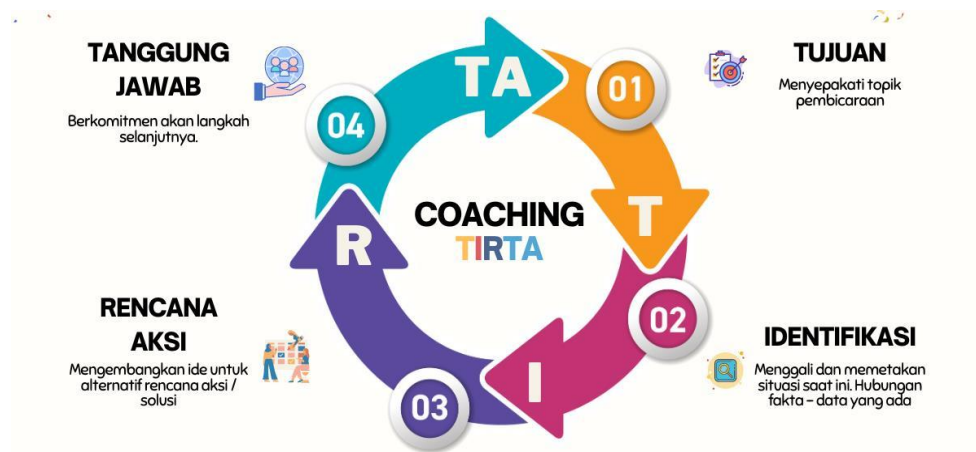 TANGGUNG
JAWAB
Berkomitmen akan langkah
selanjutnya.
04
TA
01
TUJUAN
Menyepakati topik
pembicaraan
COACHING
TIRTA
T
R
RENCANA
AKSI
Mengembangkan ide untuk
alternatif rencana aksi /
solusi
03
I
02
IDENTIFIKASI
Menggali dan memetakan
situasi saat ini. Hubungan
fakta – data yang ada